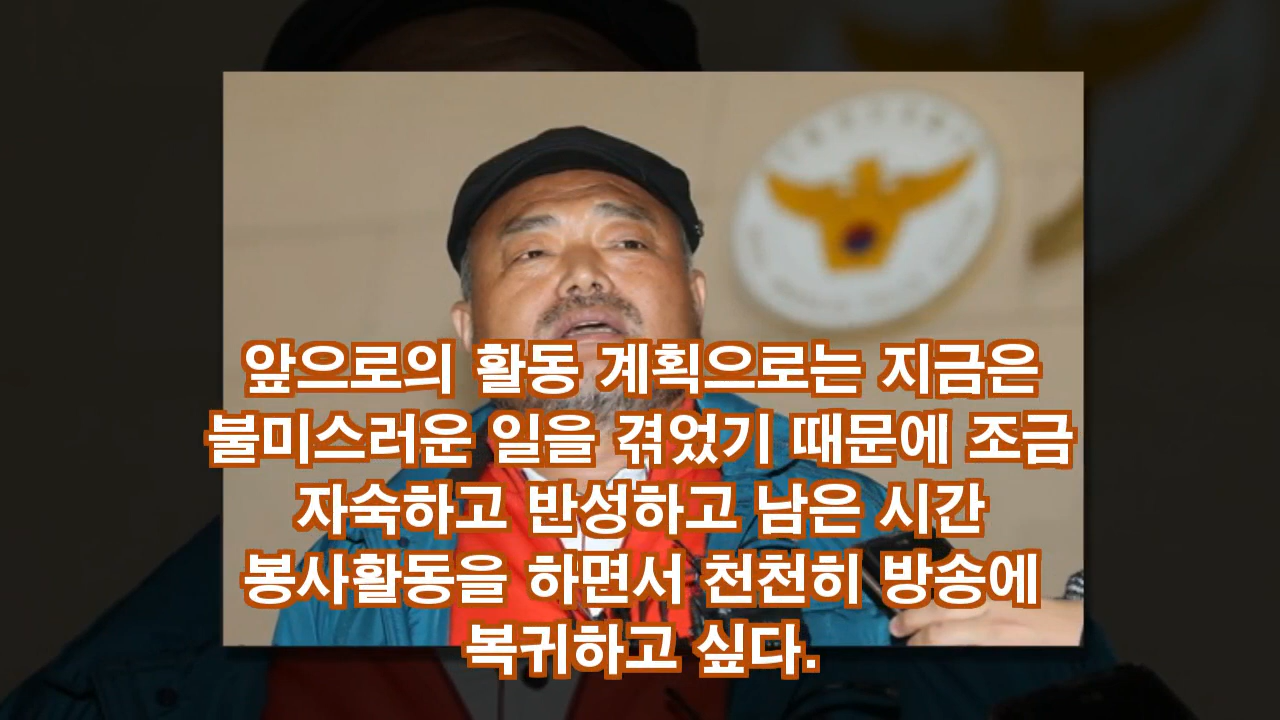 앞으로의 활동 계획으로는 지금은
불미스러운 일을 겪었기 때문에 조금
자숙하고 반성하고 남은 시간
봉사활동을 하면서 천천히 방송에
복귀하고 싶다.